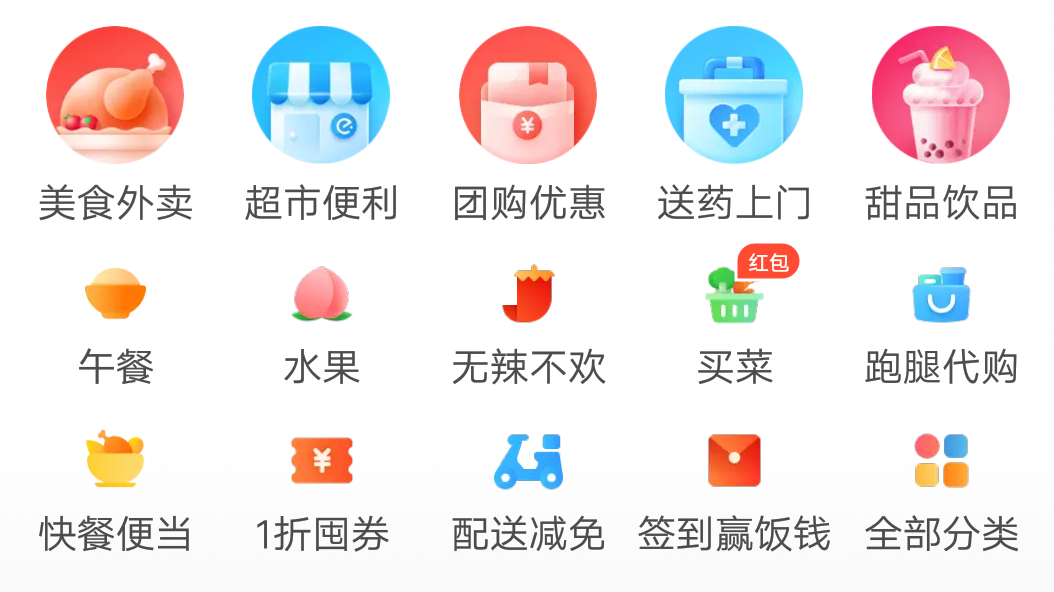 美食外卖 超市便利 团购优惠 送药上门 甜品饮品
红包
午餐 水果 无辣不欢 买菜 跑腿代购
¥
快餐便当 1折囤券 配送减免 签到赢饭钱 全部分类